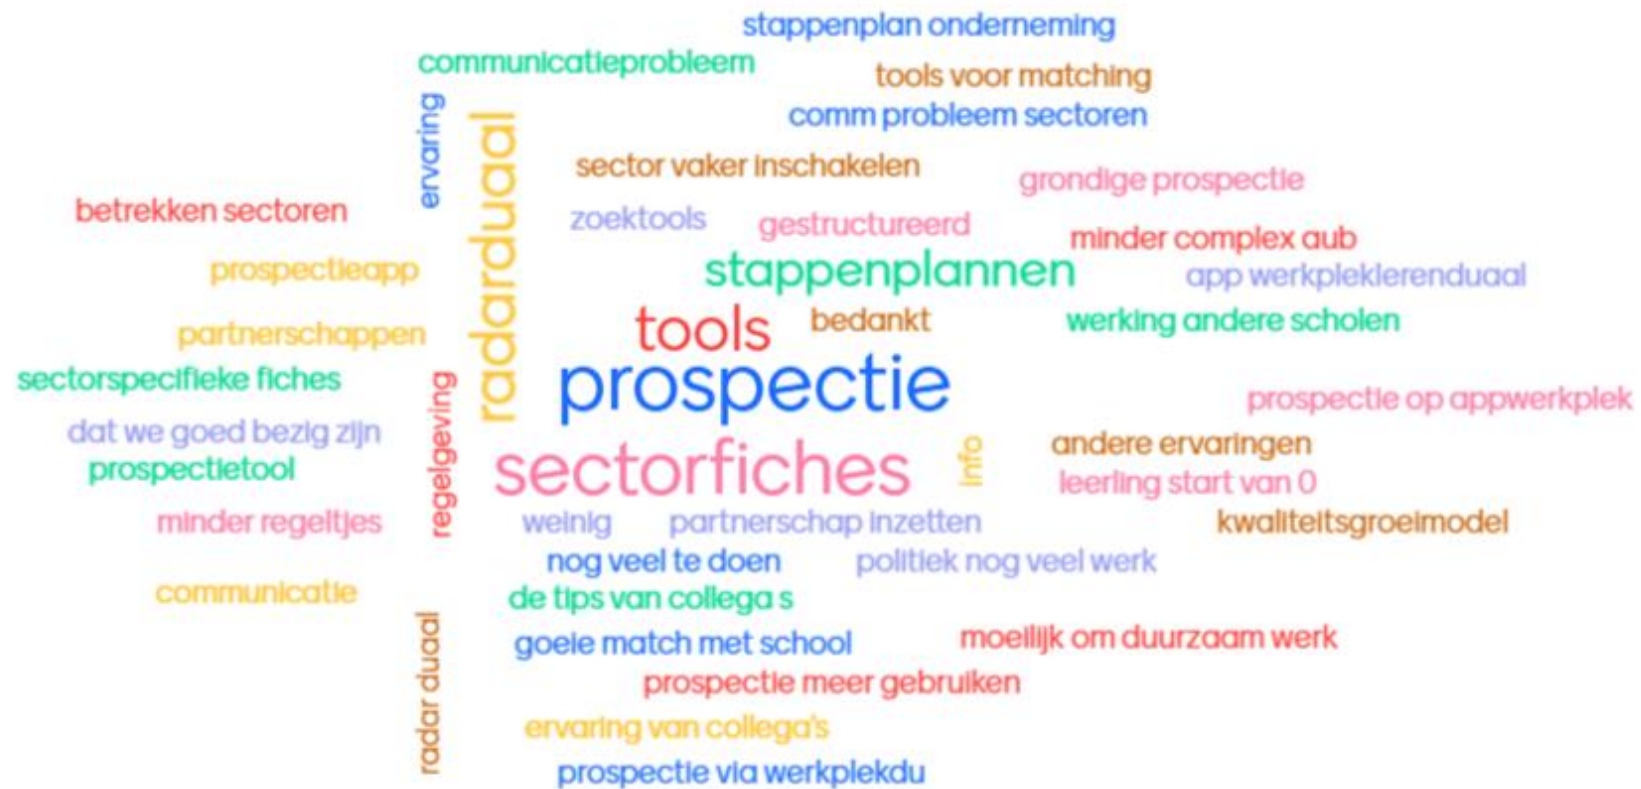 stappenplan onderneming
communicatieprobleem
tools voor matching
ervaring
comm probleem sectoren
radarduaal
sector vaker inschakelen
grondige prospectie
betrekken sectoren
zoektools
gestructureerd
minder complex aub
prospectieapp
stappenplannen
app werkpleklerenduaal
tools
bedankt
werking andere scholen
partnerschappen
sectorspecifieke fiches
prospectie
prospectie op appwerkplek
regelgeving
dat we goed bezig zijn
andere ervaringen
prospectietool
sectorfiches
info
leerling start van 0
minder regeltjes
weinig
partnerschap inzetten
kwaliteitsgroeimodel
nog veel te doen
politiek nog veel werk
communicatie
de tips van collega s
radar duaal
goeie match met school
moeilijk om duurzaam werk
prospectie meer gebruiken
ervaring van collega's
prospectie via werkplekdu